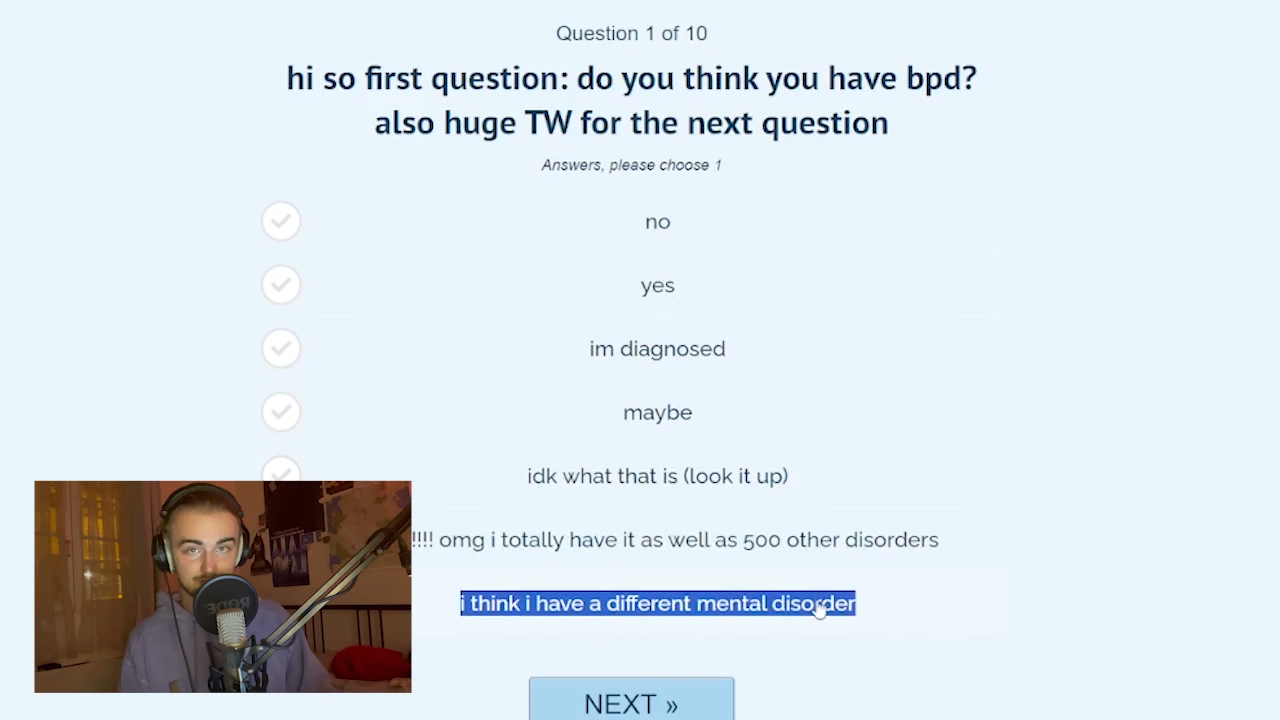 Question 1 of 10
hi so first question: do you think you have bpd?
also huge TW for the next question
Answers, please choose 1
no
yes
im diagnosed
maybe
idk what that is (look it up)
!!!! omg i totally have it as well as 500 other disorders
i think i have a different mental disorder
RODE
NEXT »